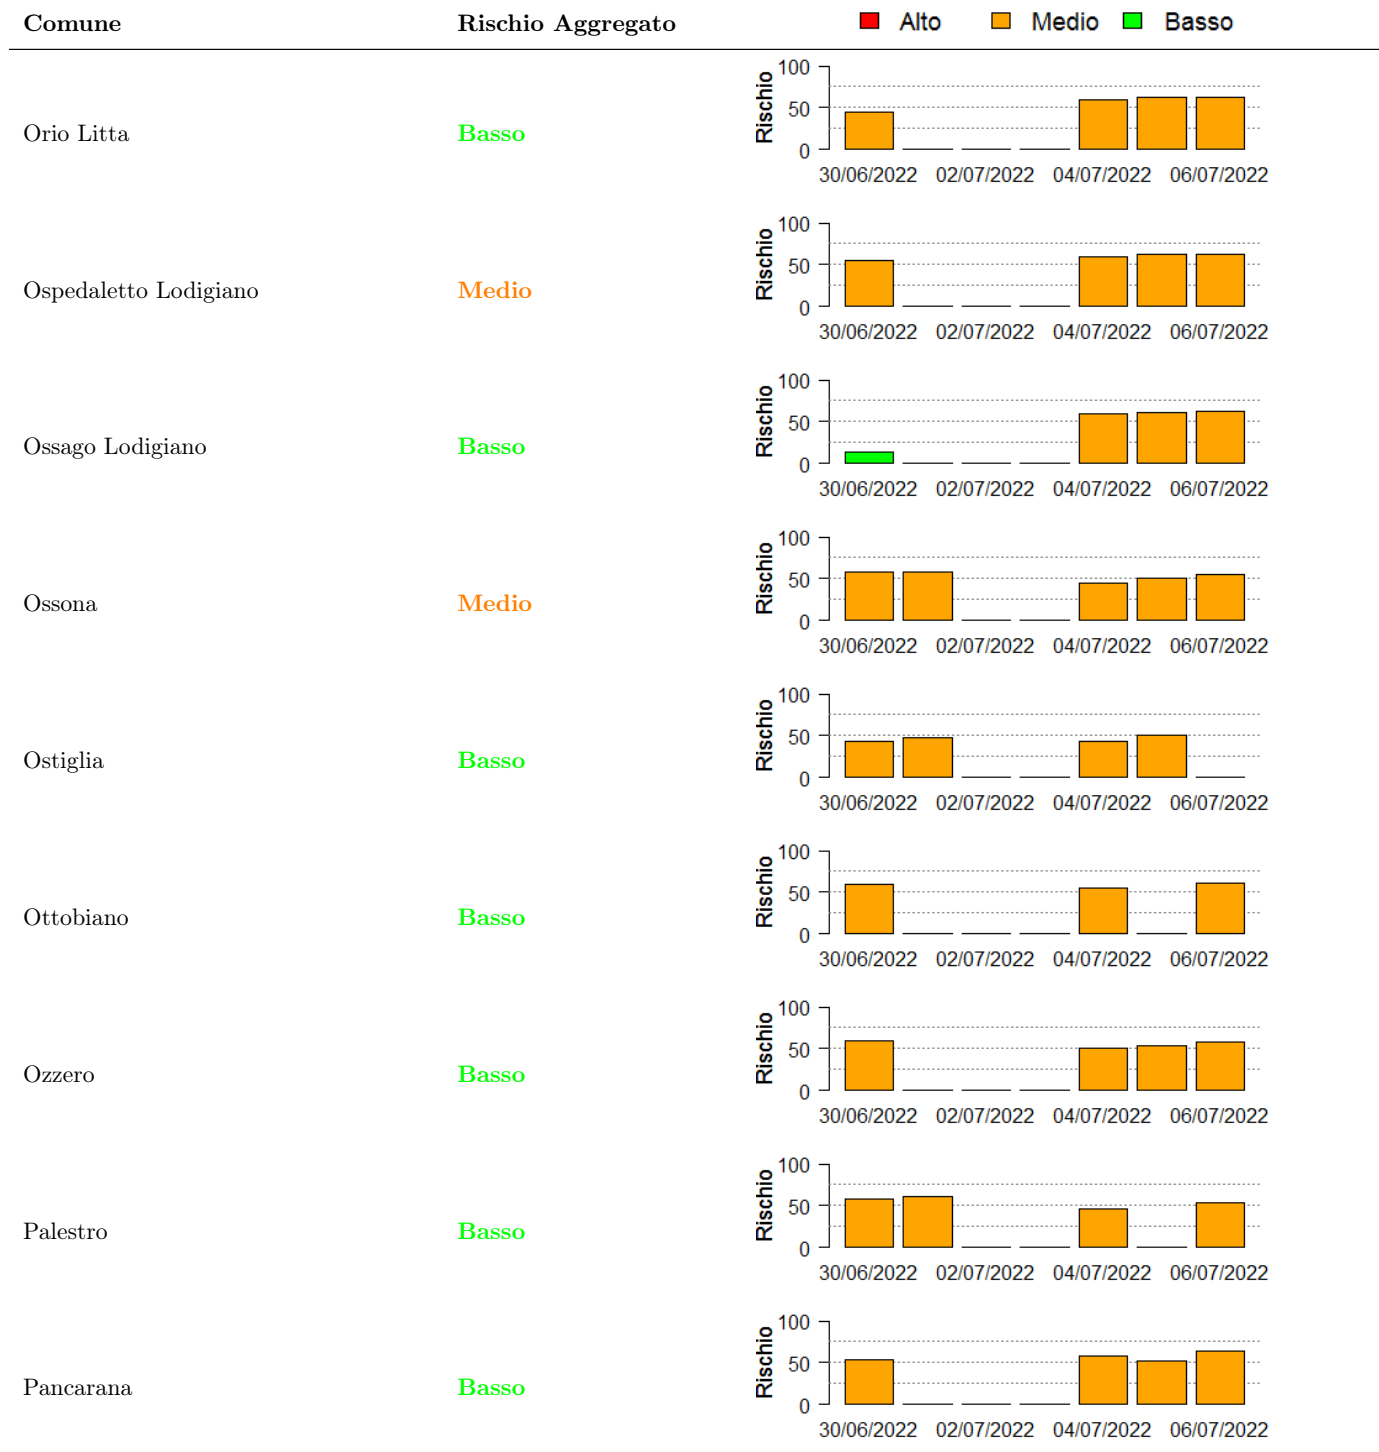 Comune Rischio Aggregato Alto Medio Basso
100
50
0
Rischio
Orio Litta Basso
30/06/2022 02/07/2022 04/07/2022 06/07/2022
100
50
0
Rischio
Ospedaletto Lodigiano Medio
30/06/2022 02/07/2022 04/07/2022 06/07/2022
100
50
0
Rischio
Ossago Lodigiano Basso
30/06/2022 02/07/2022 04/07/2022 06/07/2022
100
50
0
Rischio
Ossona Medio
30/06/2022 02/07/2022 04/07/2022 06/07/2022
100
50
0
Rischio
Ostiglia Basso
30/06/2022 02/07/2022 04/07/2022 06/07/2022
100
50
0
Rischio
Ottobiano Basso
30/06/2022 02/07/2022 04/07/2022 06/07/2022
100
50
0
Rischio
Ozzero Basso
30/06/2022 02/07/2022 04/07/2022 06/07/2022
100
50
0
Rischio
Palestro Basso
30/06/2022 02/07/2022 04/07/2022 06/07/2022
100
50
0
Rischio
Pancarana Basso
30/06/2022 02/07/2022 04/07/2022 06/07/2022